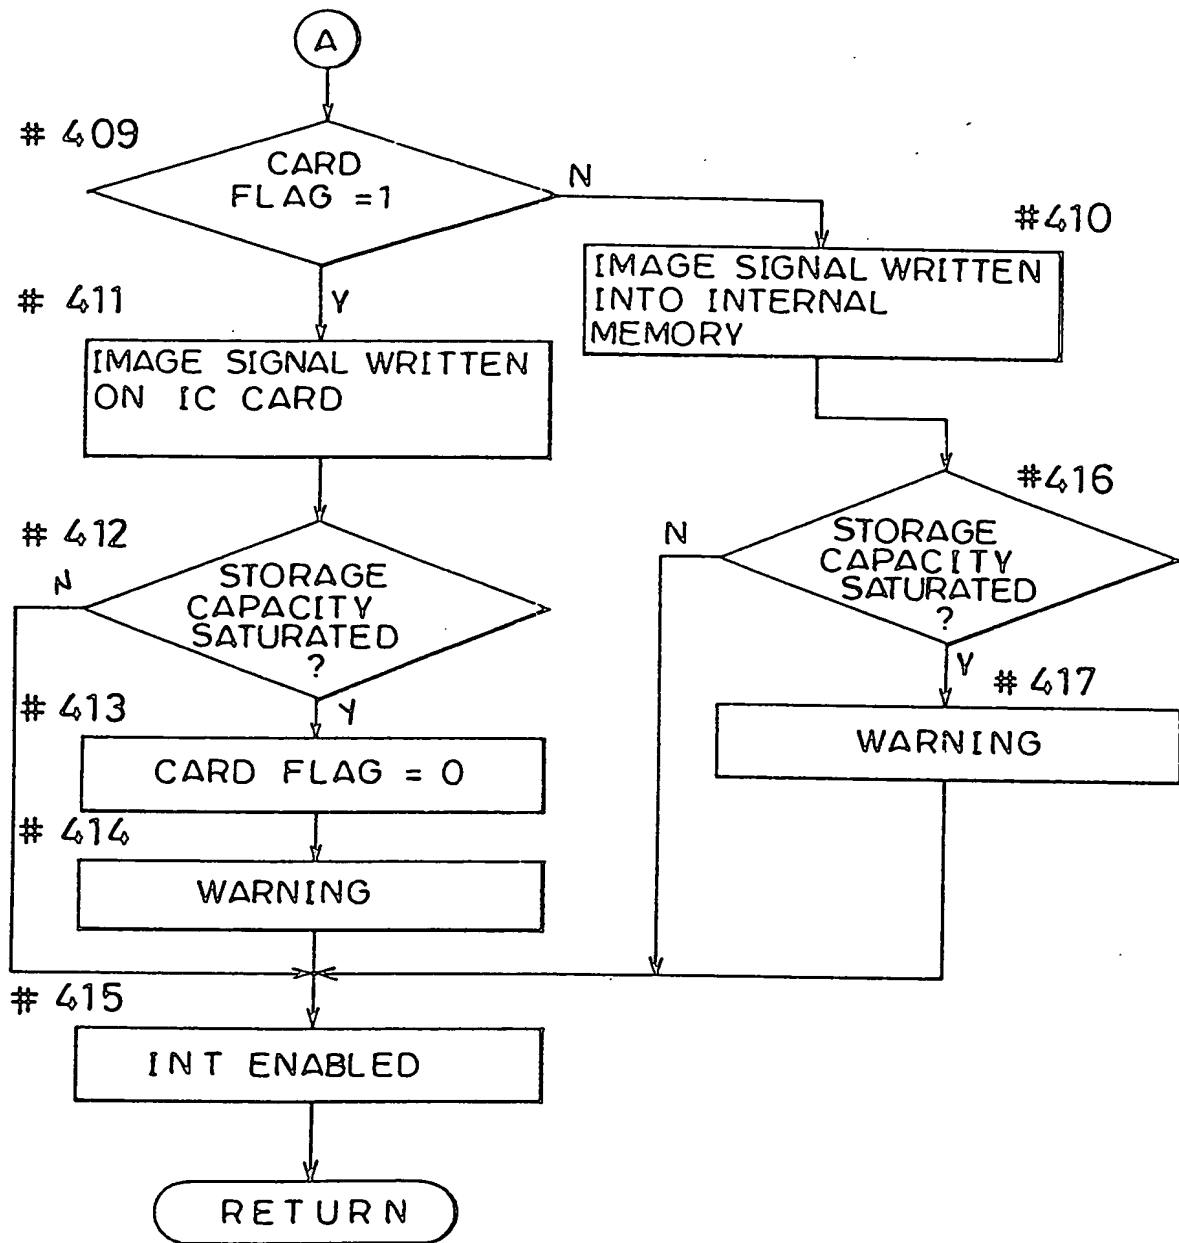 A
# 409
CARD
FLAG =1
N
#410
IMAGE SIGNAL WRITTEN
INTO INTERNAL
MEMORY
# 411
Y
IMAGE SIGNAL WRITTEN
ON IC CARD
#416
STORAGE
CAPACITY
SATURATED
?
N
Y
# 412
STORAGE
CAPACITY
SATURATED
?
N
Y
# 417
WARNING
# 413
CARD FLAG = 0
# 414
WARNING
# 415
INT ENABLED
RETURN